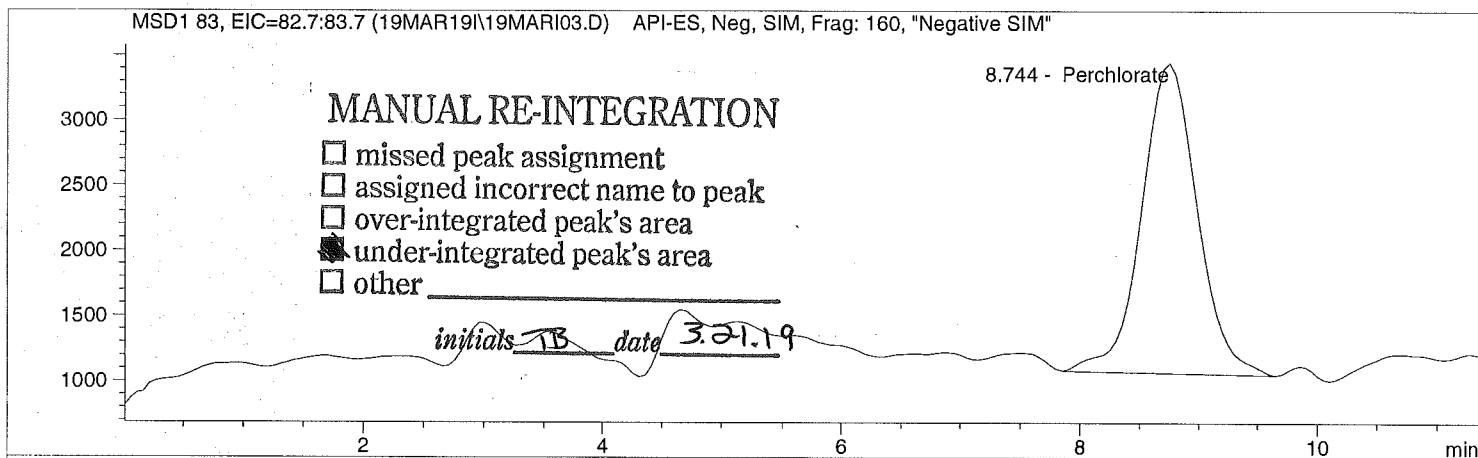 MSD1 83, EIC=82.7:83.7 (19MAR19I\19MARI03.D) API-ES, Neg, SIM, Frag: 160, "Negative SIM"
8.744 - Perchlorate
MANUAL RE-INTEGRATION
missed peak assignment
assigned incorrect name to peak
over-integrated peak's area
under-integrated peak's area
other
initials TB date 3.21.19
3000
2500
2000
1500
1000
2 4 6 8 10 min